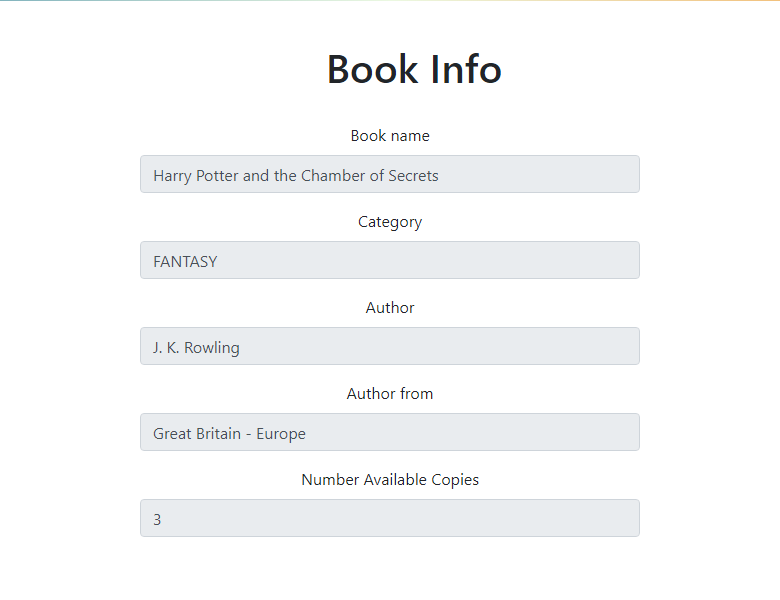 Book Info
Book name
Harry Potter and the Chamber of Secrets
Category
FANTASY
Author
J. K. Rowling
Author from
Great Britain - Europe
Number Available Copies
3